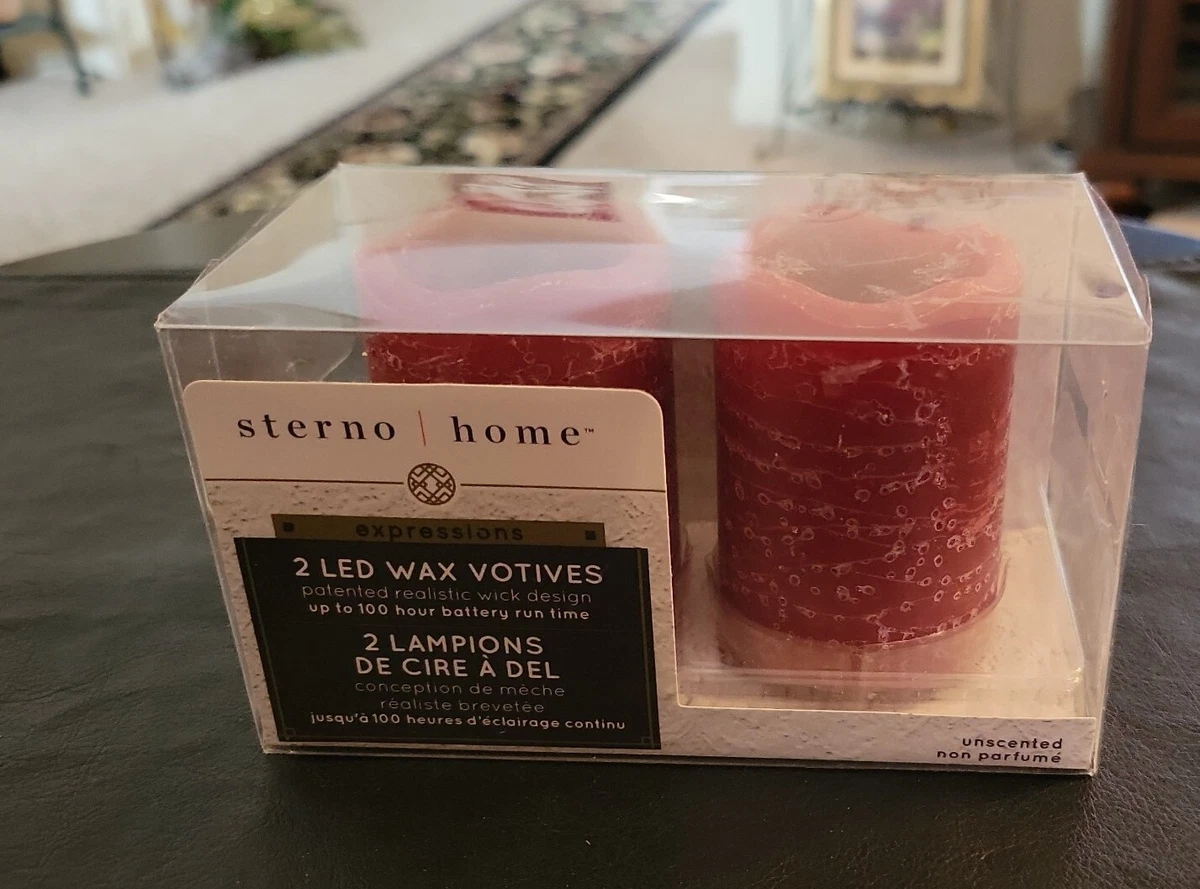 sterno | home™
expressions
2 LED WAX VOTIVES
patented realistic wick design
up to 100 hour battery run time
2 LAMPIONS
DE CIRE À DEL
conception de mèche
réaliste brevetée
jusqu'à 100 heures d'éclairage continu
unscented
non parfumé